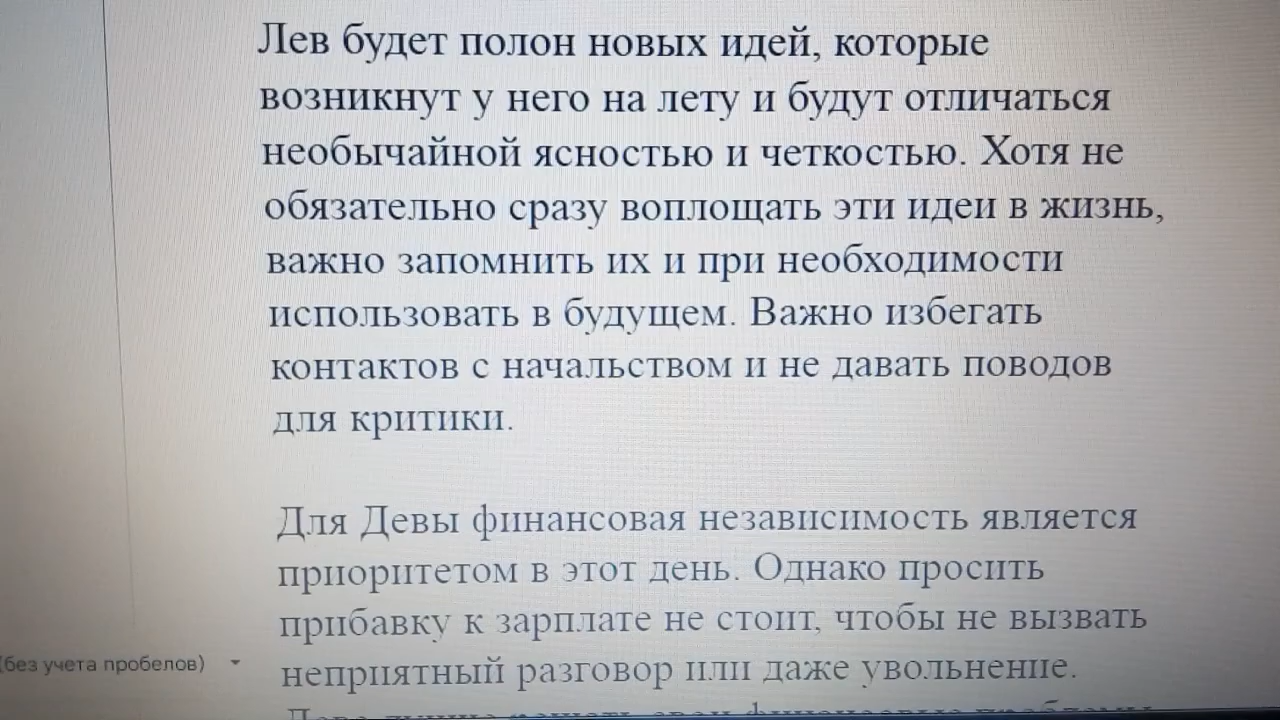 Лев будет полон новых идей, которые
возникнут у него на лету и будут отличаться
необычайной ясностью и четкостью. Хотя не
обязательно сразу воплощать эти идеи в жизнь,
важно запомнить их и при необходимости
использовать в будущем. Важно избегать
контактов с начальством и не давать поводов
для критики.
Для Девы финансовая независимость является
приоритетом в этот день. Однако просить
прибавку к зарплате не стоит, чтобы не вызвать
(без учета пробелов)
неприятный разговор или даже увольнение.